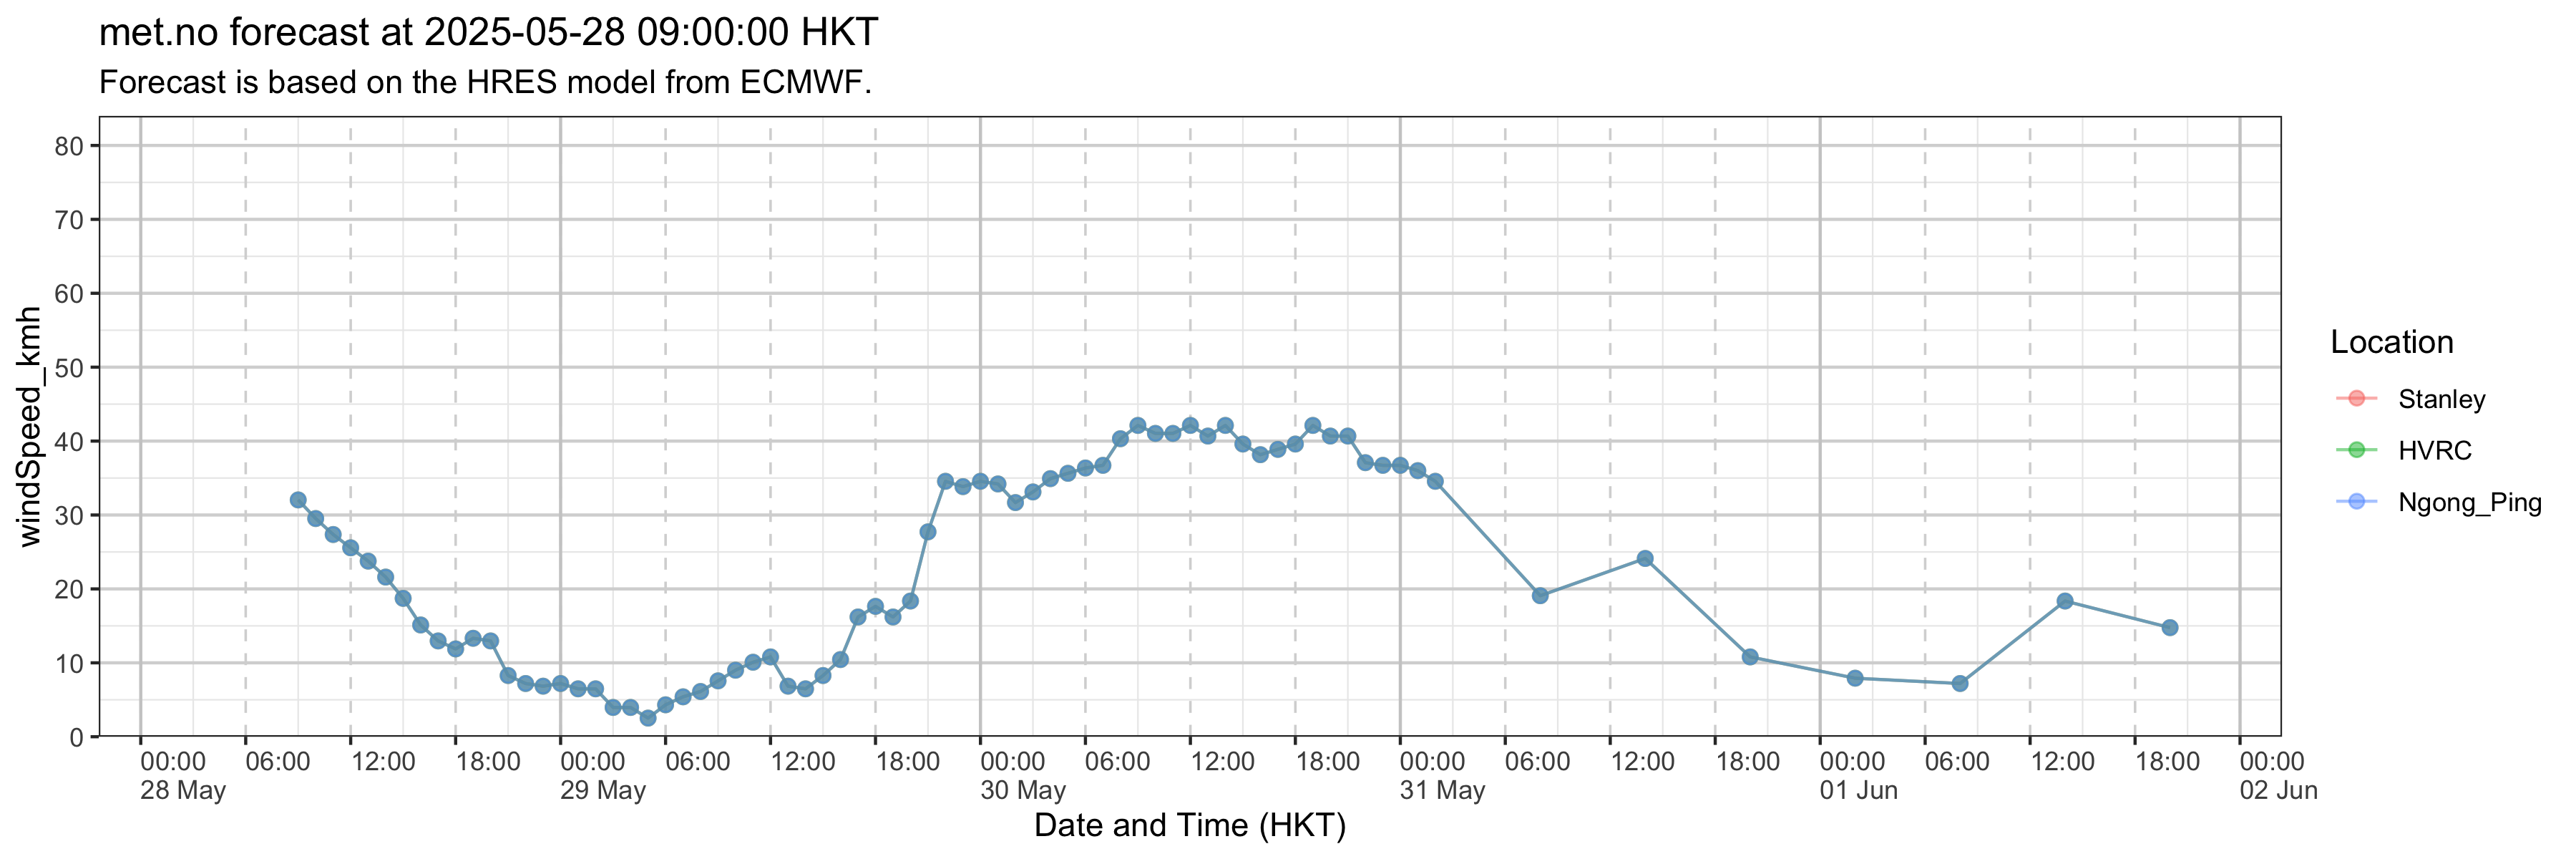 met.no forecast at 2025-05-28 09:00:00 HKT
Forecast is based on the HRES model from ECMWF.
windSpeed_kmh
80
70
60
50
40
30
20
10
0
00:00 06:00 12:00 18:00 00:00 06:00 12:00 18:00 00:00 06:00 12:00 18:00 00:00 06:00 12:00 18:00 00:00 06:00 12:00 18:00 00:00
28 May 29 May 30 May 31 May 01 Jun 02 Jun
Date and Time (HKT)
Location
Stanley
HVRC
Ngong_Ping